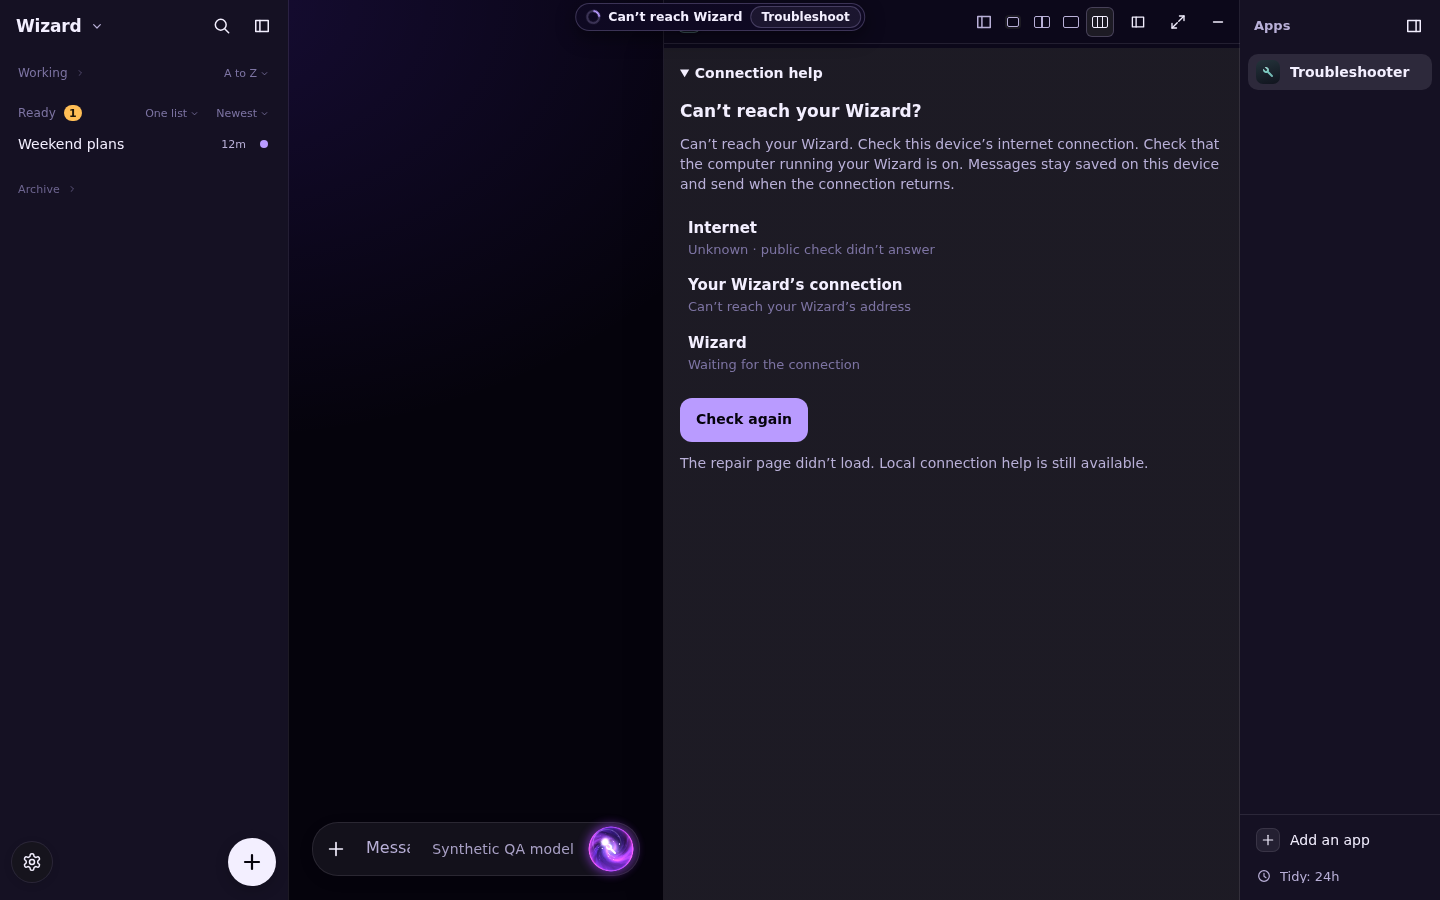 Wizard
Working
A to Z
Ready 1
One list
Newest
Weekend plans
12m
Archive
Can’t reach Wizard
Troubleshoot
Connection help
Can’t reach your Wizard?
Can’t reach your Wizard. Check this device’s internet connection. Check that
the computer running your Wizard is on. Messages stay saved on this device
and send when the connection returns.
Internet
Unknown · public check didn’t answer
Your Wizard’s connection
Can’t reach your Wizard’s address
Wizard
Waiting for the connection
Check again
The repair page didn’t load. Local connection help is still available.
Synthetic QA model
Apps
Troubleshooter
Add an app
Tidy: 24h